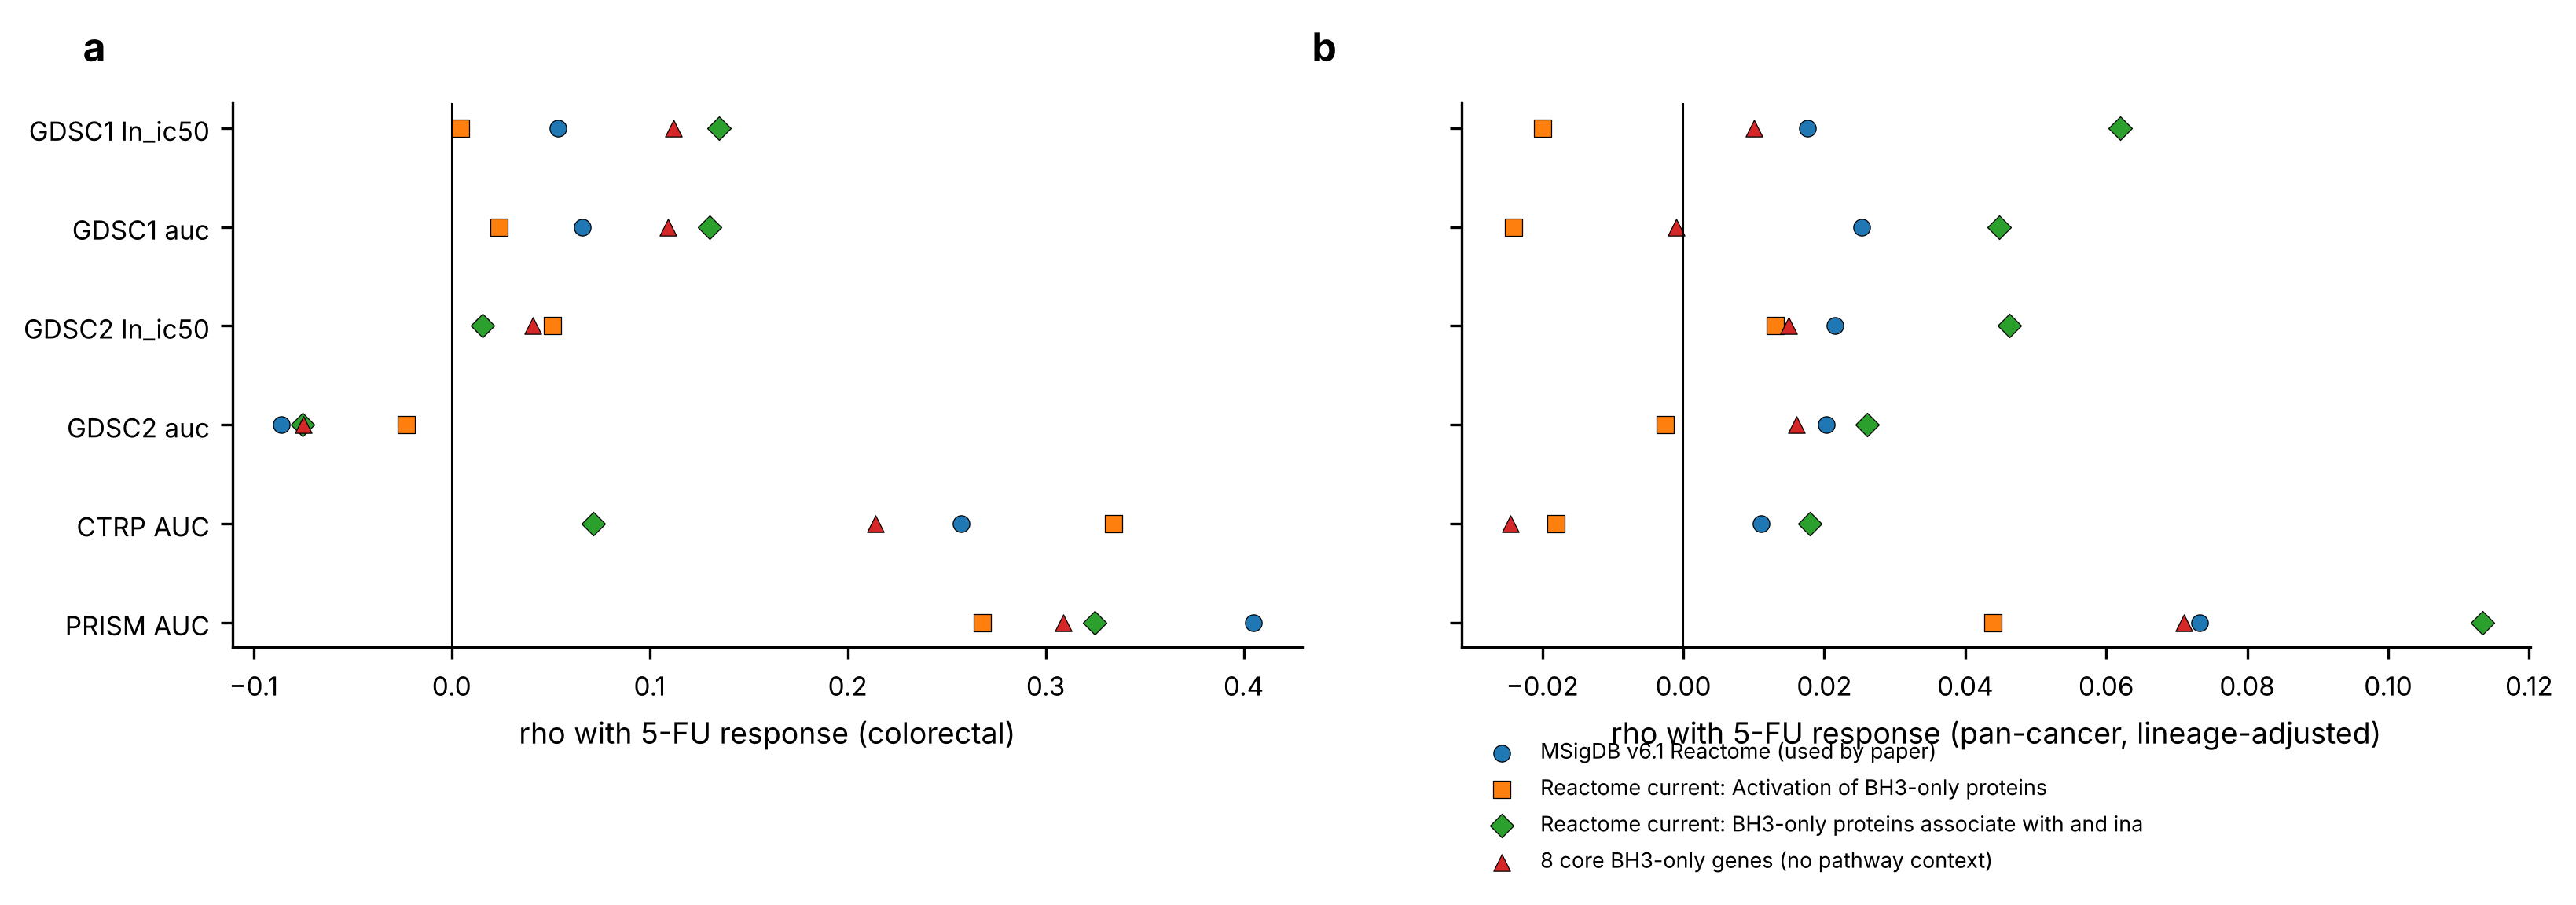 a
b
GDSC1 ln_ic50
GDSC1 auc
GDSC2 ln_ic50
GDSC2 auc
CTRP AUC
PRISM AUC
−0.1 0.0 0.1 0.2 0.3 0.4
rho with 5-FU response (colorectal)
−0.02 0.00 0.02 0.04 0.06 0.08 0.10 0.12
rho with 5-FU response (pan-cancer, lineage-adjusted)
MSigDB v6.1 Reactome (used by paper)
Reactome current: Activation of BH3-only proteins
Reactome current: BH3-only proteins associate with and ina
8 core BH3-only genes (no pathway context)